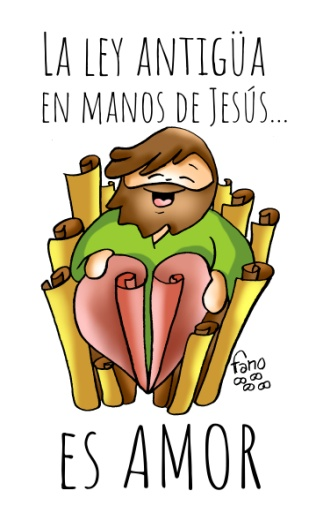 LA LEY ANTIGÜA
EN MANOS DE JESÚS...
fano
ES AMOR